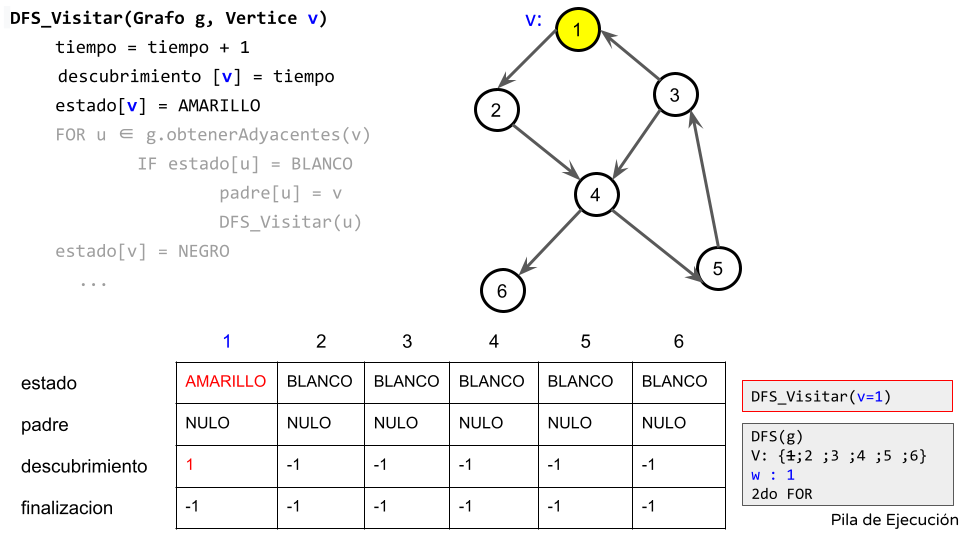 DFS_Visitar(Grafo g, Vertice v)
tiempo = tiempo + 1
descubrimiento [v] = tiempo
estado[v] = AMARILLO
FOR u ∈ g.obtenerAdyacentes(v)
IF estado[u] = BLANCO
padre[u] = v
DFS_Visitar(u)
estado[v] = NEGRO
...
v:
1
2
3
4
5
6
1 2 3 4 5 6
estado AMARILLO BLANCO BLANCO BLANCO BLANCO BLANCO
padre NULO NULO NULO NULO NULO NULO
descubrimiento 1 -1 -1 -1 -1 -1
finalizacion -1 -1 -1 -1 -1 -1
DFS_Visitar(v=1)
DFS(g)
V: {1;2 ;3 ;4 ;5 ;6}
w : 1
2do FOR
Pila de Ejecución